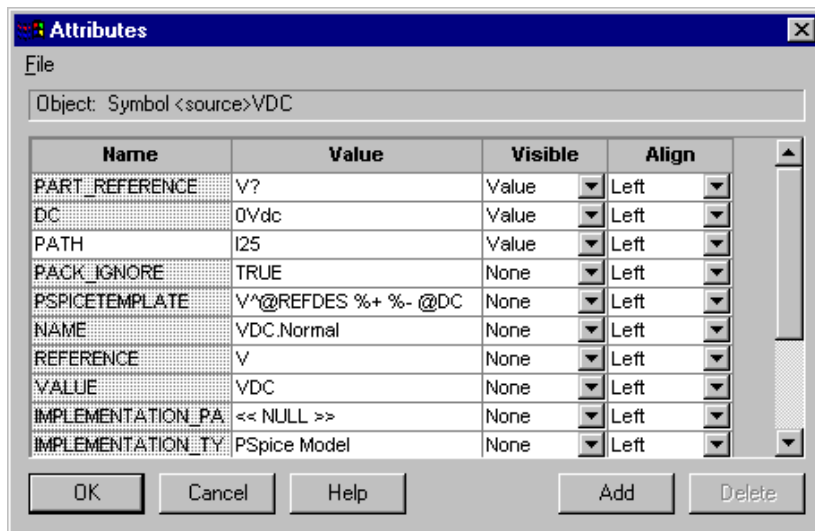 Attributes
File
Object: Symbol <source>VDC
Name Value Visible Align
PART_REFERENCE V? Value Left
DC 0Vdc Value Left
PATH I25 Value Left
PACK_IGNORE TRUE None Left
PSPICETEMPLATE V^@REFDES %+ %- @DC None Left
NAME VDC.Normal None Left
REFERENCE V None Left
VALUE VDC None Left
IMPLEMENTATION_PA << NULL >> None Left
IMPLEMENTATION_TY PSpice Model None Left
OK Cancel Help Add Delete